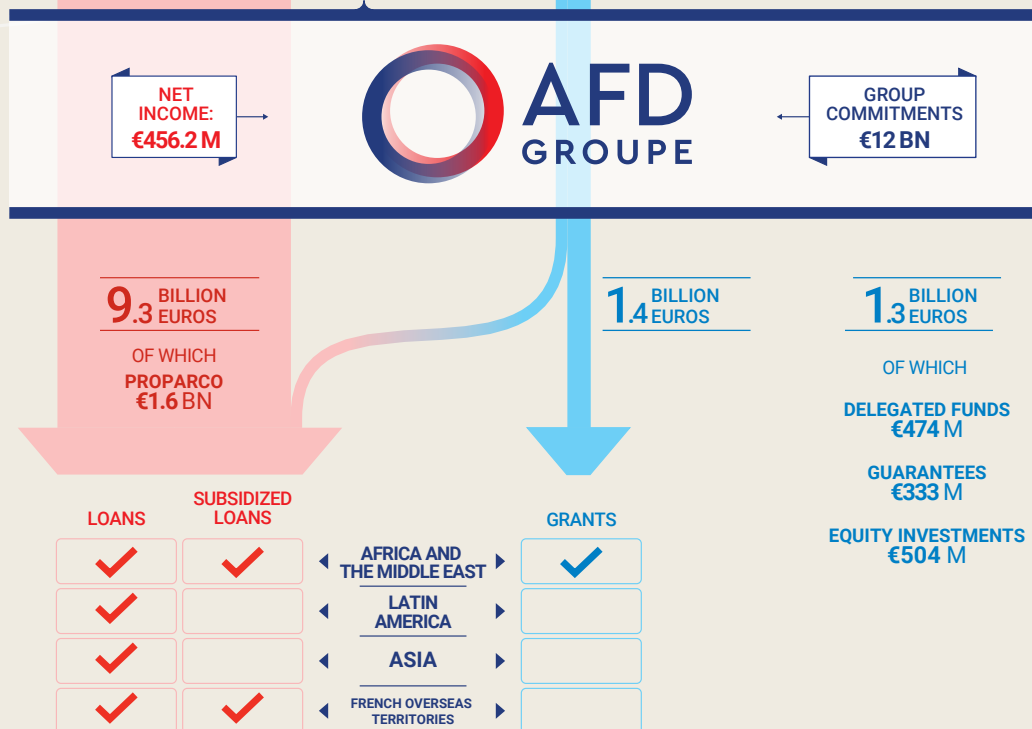 NET
INCOME:
€456.2 M
AFD
GROUPE
GROUP
COMMITMENTS
€12 BN
9.3 BILLION
EUROS
OF WHICH
PROPARCO
€1.6 BN
1.4 BILLION
EUROS
1.3 BILLION
EUROS
OF WHICH
DELEGATED FUNDS
€474 M
GUARANTEES
€333 M
EQUITY INVESTMENTS
€504 M
LOANS
SUBSIDIZED
LOANS
GRANTS
AFRICA AND
THE MIDDLE EAST
LATIN
AMERICA
ASIA
FRENCH OVERSEAS
TERRITORIES